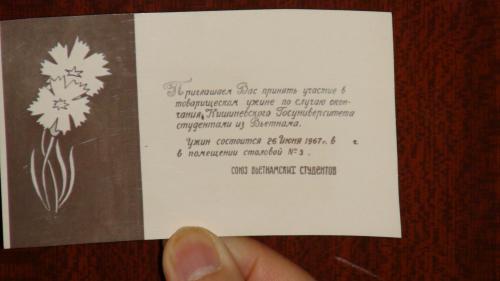 Приглашаем Вас принять участие в
товарищеском ужине по случаю окон-
чания Кишиневского Госуниверситета
студентами из Вьетнама.
Ужин состоится 26 Июня 1967 г. в г.
в помещении столовой № 3.
СОЮЗ ВЬЕТНАМСКИХ СТУДЕНТОВ